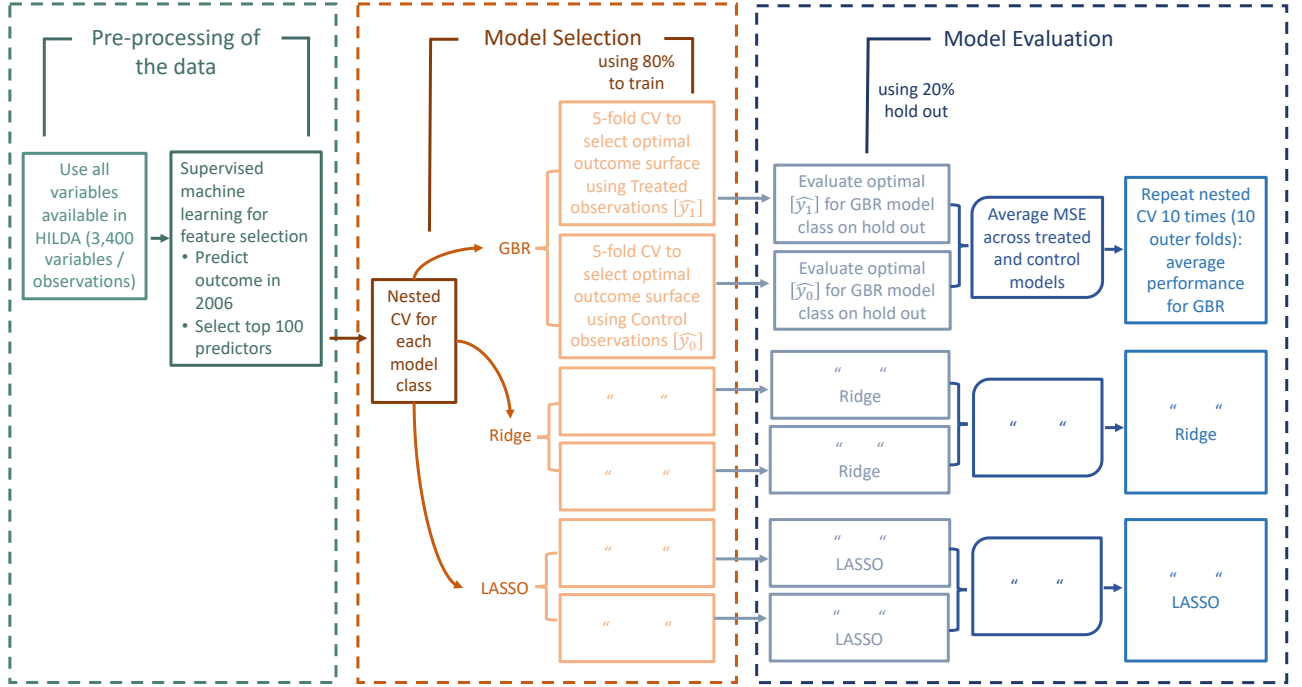 Pre-processing of
the data
Use all
variables
available in
HILDA (3,400
variables /
observations)
Supervised
machine
learning for
feature selection
• Predict
outcome in
2006
• Select top 100
predictors
Model Selection
using 80%
to train
Nested
CV for
each
model
class
GBR
5-fold CV to
select optimal
outcome surface
using Treated
observations [ŷ₁]
5-fold CV to
select optimal
outcome surface
using Control
observations [ŷ₀]
Ridge
“ “
“ “
LASSO
“ “
“ “
Model Evaluation
using 20%
hold out
Evaluate optimal
[ŷ₁] for GBR model
class on hold out
Evaluate optimal
[ŷ₀] for GBR model
class on hold out
Average MSE
across treated
and control
models
Repeat nested
CV 10 times (10
outer folds):
average
performance
for GBR
“ “
Ridge
“ “
Ridge
“ “
“ “
Ridge
“ “
LASSO
“ “
LASSO
“ “
“ “
LASSO